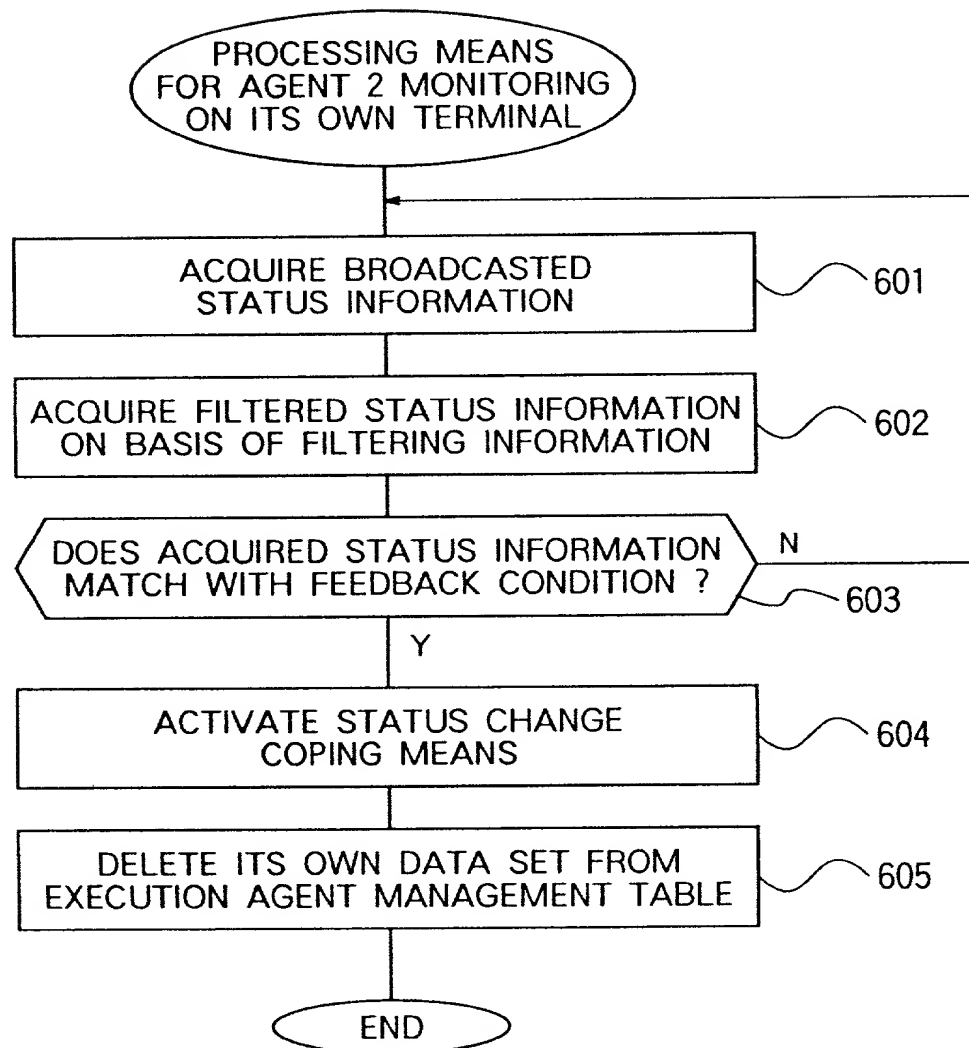 PROCESSING MEANS
FOR AGENT 2 MONITORING
ON ITS OWN TERMINAL
ACQUIRE BROADCASTED
STATUS INFORMATION
601
ACQUIRE FILTERED STATUS INFORMATION
ON BASIS OF FILTERING INFORMATION
602
DOES ACQUIRED STATUS INFORMATION
MATCH WITH FEEDBACK CONDITION ?
N
603
Y
ACTIVATE STATUS CHANGE
COPING MEANS
604
DELETE ITS OWN DATA SET FROM
EXECUTION AGENT MANAGEMENT TABLE
605
END